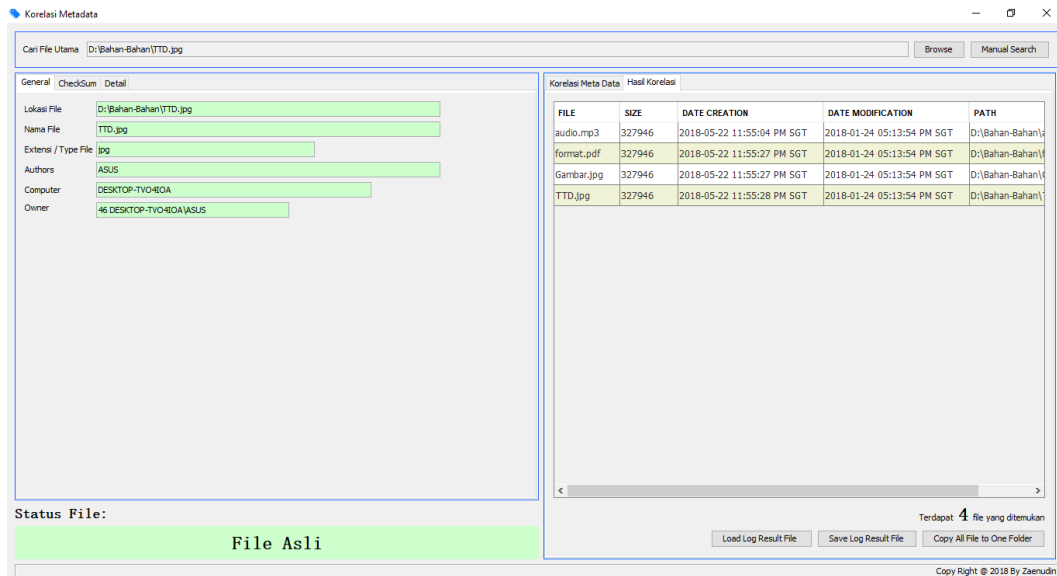 Korelasi Metadata
Cari File Utama D:\Bahan-Bahan\TTD.jpg Browse Manual Search
General CheckSum Detail
Lokasi File D:\Bahan-Bahan\TTD.jpg
Nama File TTD.jpg
Extensi / Type File jpg
Authors ASUS
Computer DESKTOP-TVO4IOA
Owner 46 DESKTOP-TVO4IOA\ASUS
Status File:
File Asli
Korelasi Meta Data Hasil Korelasi
FILE SIZE DATE CREATION DATE MODIFICATION PATH
audio.mp3 327946 2018-05-22 11:55:04 PM SGT 2018-01-24 05:13:54 PM SGT D:\Bahan-Bahan\a
format.pdf 327946 2018-05-22 11:55:27 PM SGT 2018-01-24 05:13:54 PM SGT D:\Bahan-Bahan\f
Gambar.jpg 327946 2018-05-22 11:55:27 PM SGT 2018-01-24 05:13:54 PM SGT D:\Bahan-Bahan\G
TTD.jpg 327946 2018-05-22 11:55:28 PM SGT 2018-01-24 05:13:54 PM SGT D:\Bahan-Bahan\T
Terdapat 4 file yang ditemukan
Load Log Result File Save Log Result File Copy All File to One Folder
Copy Right @ 2018 By Zaenudin